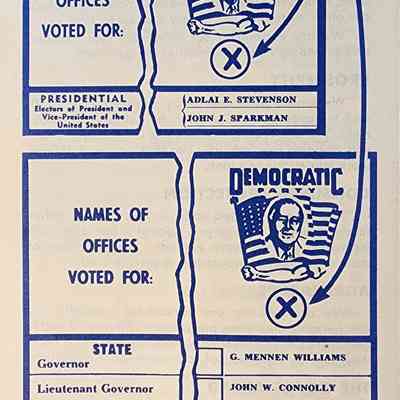 OFFICES
VOTED FOR:
PRESIDENTIAL
Electors of President and
Vice-President of the
United States
ADLAI E. STEVENSON
JOHN J. SPARKMAN
DEMOCRATIC
PARTY
NAMES OF
OFFICES
VOTED FOR:
STATE
Governor
G. MENNEN WILLIAMS
Lieutenant Governor
JOHN W. CONNOLLY